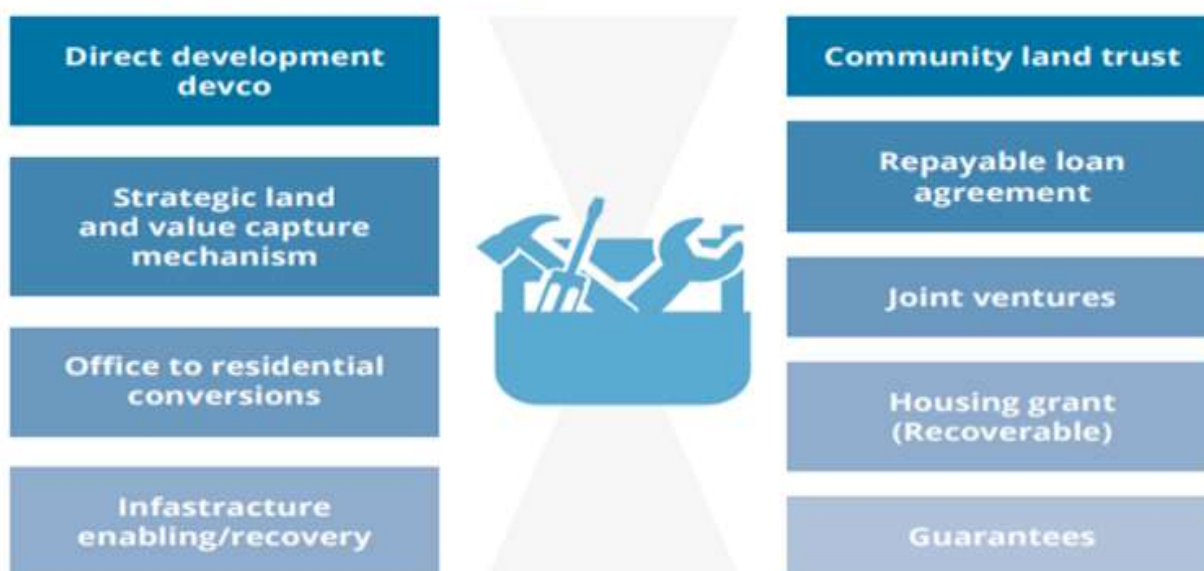 Direct development
devco
Strategic land
and value capture
mechanism
Office to residential
conversions
Infastracture
enabling/recovery
Community land trust
Repayable loan
agreement
Joint ventures
Housing grant
(Recoverable)
Guarantees